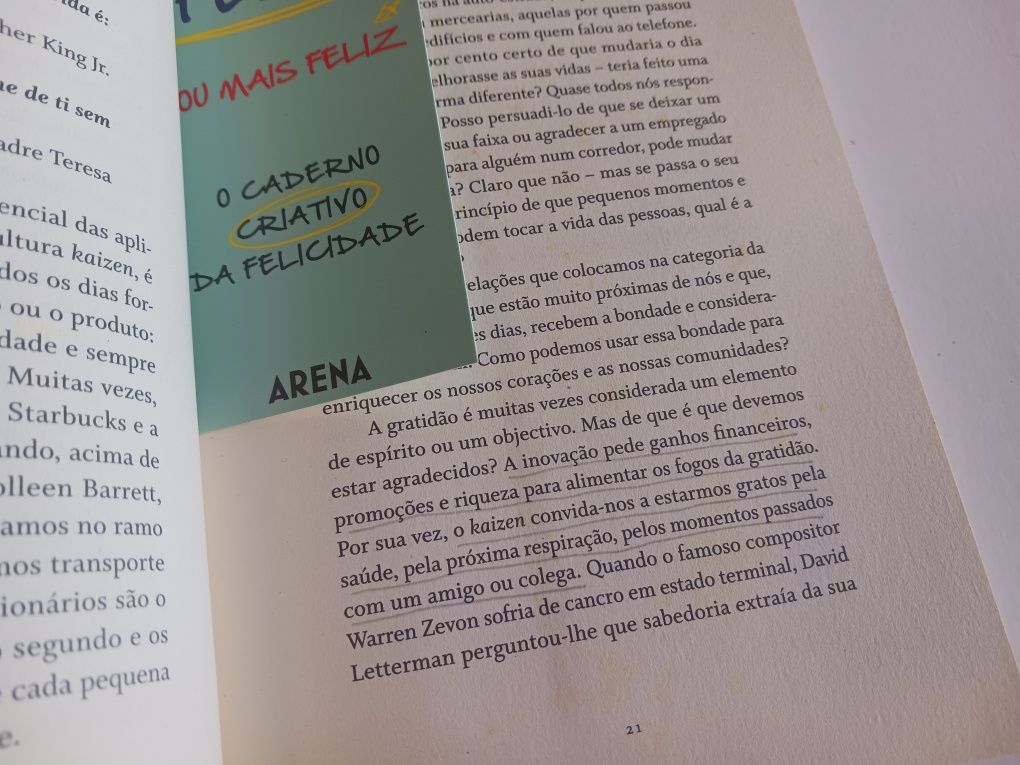 da é:
her King Jr.
e de ti sem
adre Teresa
encial das apli-
ultura kaizen, é
dos os dias for-
o ou o produto:
dade e sempre
Muitas vezes,
Starbucks e a
ando, acima de
olleen Barrett,
amos no ramo
nos transporte
ionários são o
o segundo e os
e cada pequena
e.
OU MAIS FELIZ
O CADERNO
CRIATIVO
DA FELICIDADE
ARENA
mercearias, aquelas por quem passou
difícios e com quem falou ao telefone.
por cento certo de que mudaria o dia
elhorasse as suas vidas – teria feito uma
rma diferente? Quase todos nós respon-
Posso persuadi-lo de que se deixar um
sua faixa ou agradecer a um empregado
para alguém num corredor, pode mudar
a? Claro que não – mas se passa o seu
rincípio de que pequenos momentos e
odem tocar a vida das pessoas, qual é a
elações que colocamos na categoria da
que estão muito próximas de nós e que,
es dias, recebem a bondade e considera-
Como podemos usar essa bondade para
enriquecer os nossos corações e as nossas comunidades?
A gratidão é muitas vezes considerada um elemento
de espírito ou um objectivo. Mas de que é que devemos
estar agradecidos? A inovação pede ganhos financeiros,
promoções e riqueza para alimentar os fogos da gratidão.
Por sua vez, o kaizen convida-nos a estarmos gratos pela
saúde, pela próxima respiração, pelos momentos passados
com um amigo ou colega. Quando o famoso compositor
Warren Zevon sofria de cancro em estado terminal, David
Letterman perguntou-lhe que sabedoria extraía da sua
21